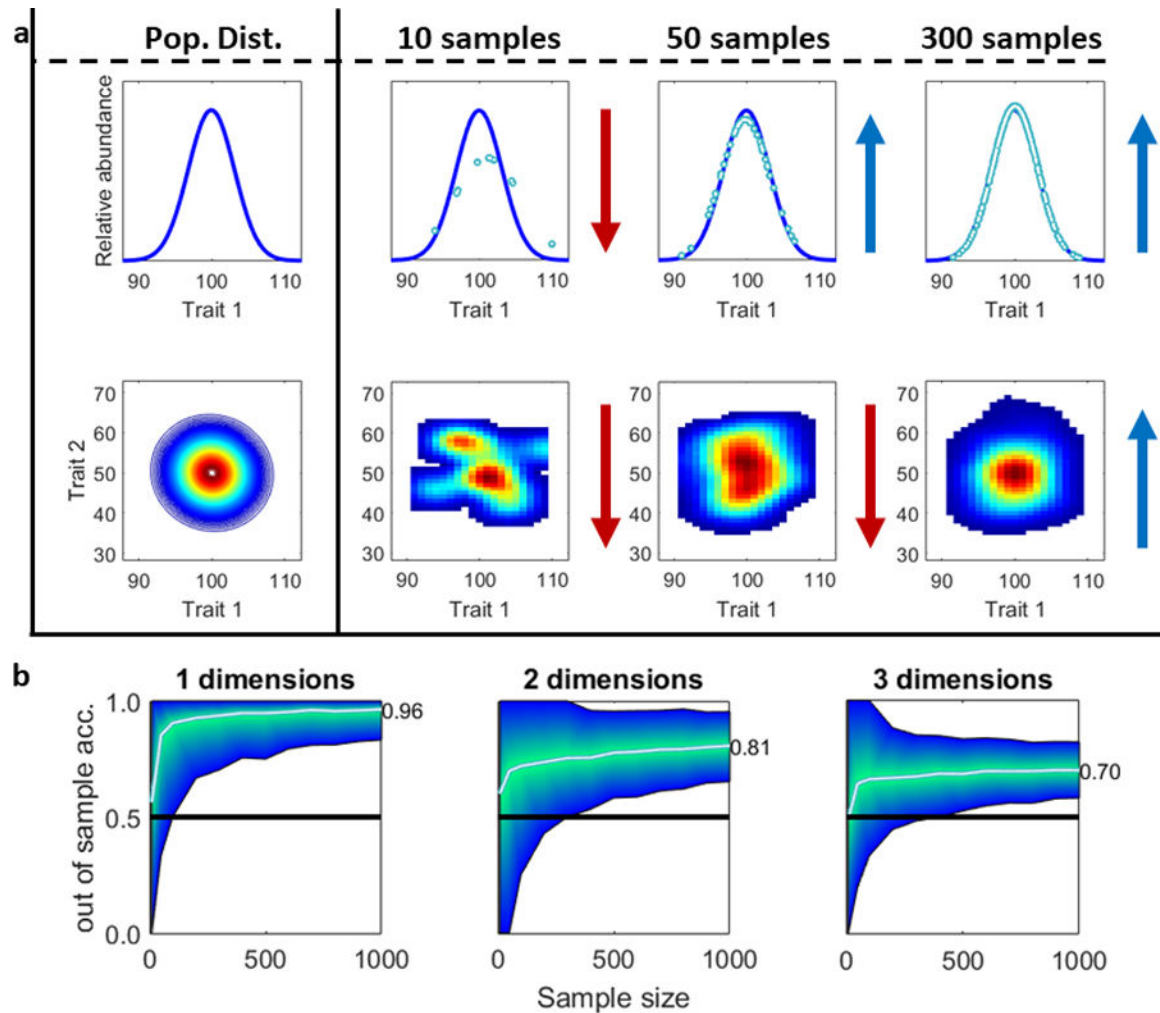 a
Pop. Dist. 10 samples 50 samples 300 samples
Relative abundance
90 100 110 90 100 110 90 100 110 90 100 110
Trait 1 Trait 1 Trait 1 Trait 1
Trait 2
70 70 70 70
60 60 60 60
50 50 50 50
40 40 40 40
30 30 30 30
90 100 110 90 100 110 90 100 110 90 100 110
Trait 1 Trait 1 Trait 1 Trait 1
b
1 dimensions 2 dimensions 3 dimensions
out of sample acc.
1.0
0.96
0.81
0.70
0.5
0.0
0 500 1000 0 500 1000 0 500 1000
Sample size